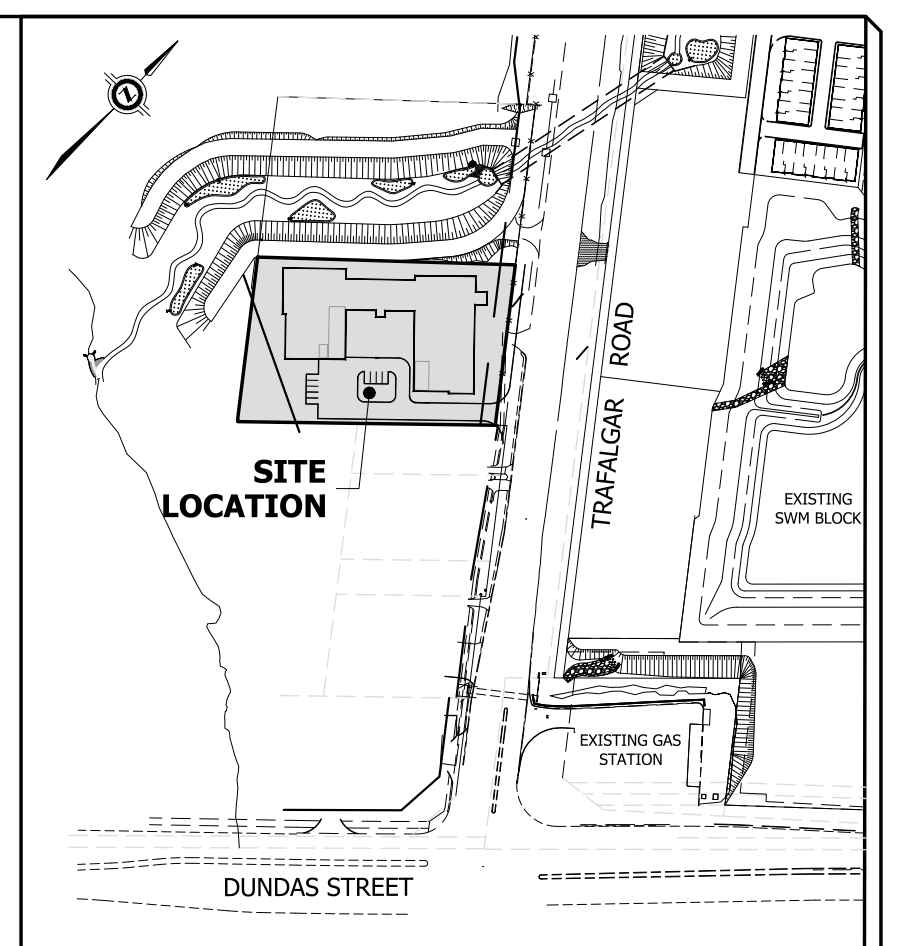 N
TRAFALGAR ROAD
SITE
LOCATION
EXISTING
SWM BLOCK
EXISTING GAS
STATION
DUNDAS STREET